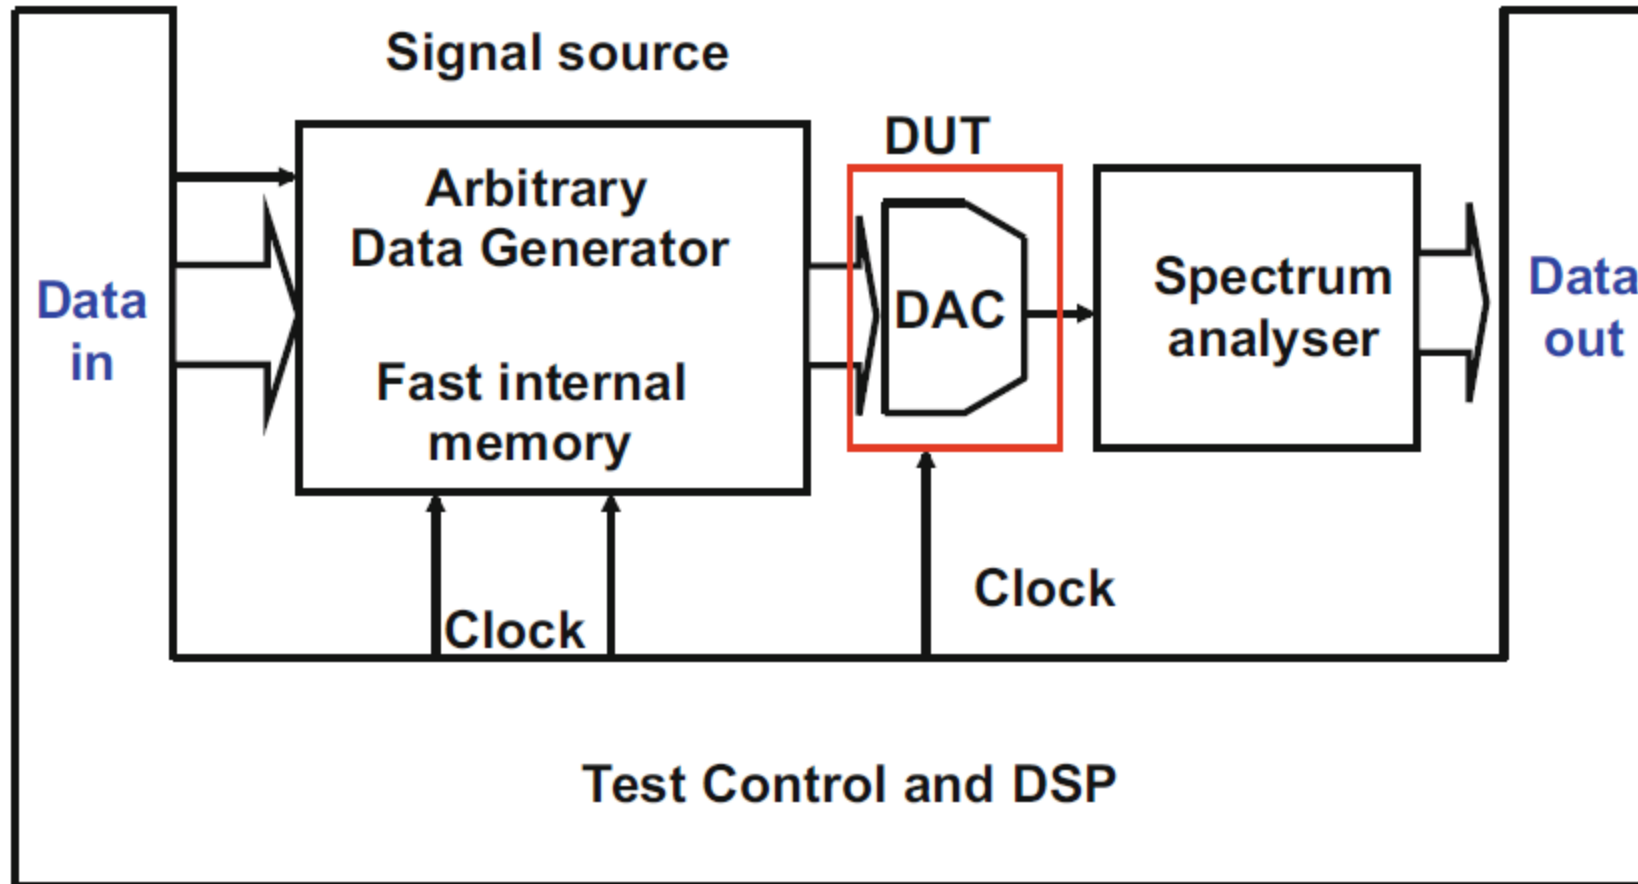 Signal source
DUT
Arbitrary
Data Generator
Fast internal
memory
DAC
Spectrum
analyser
Data
in
Data
out
Clock
Clock
Test Control and DSP